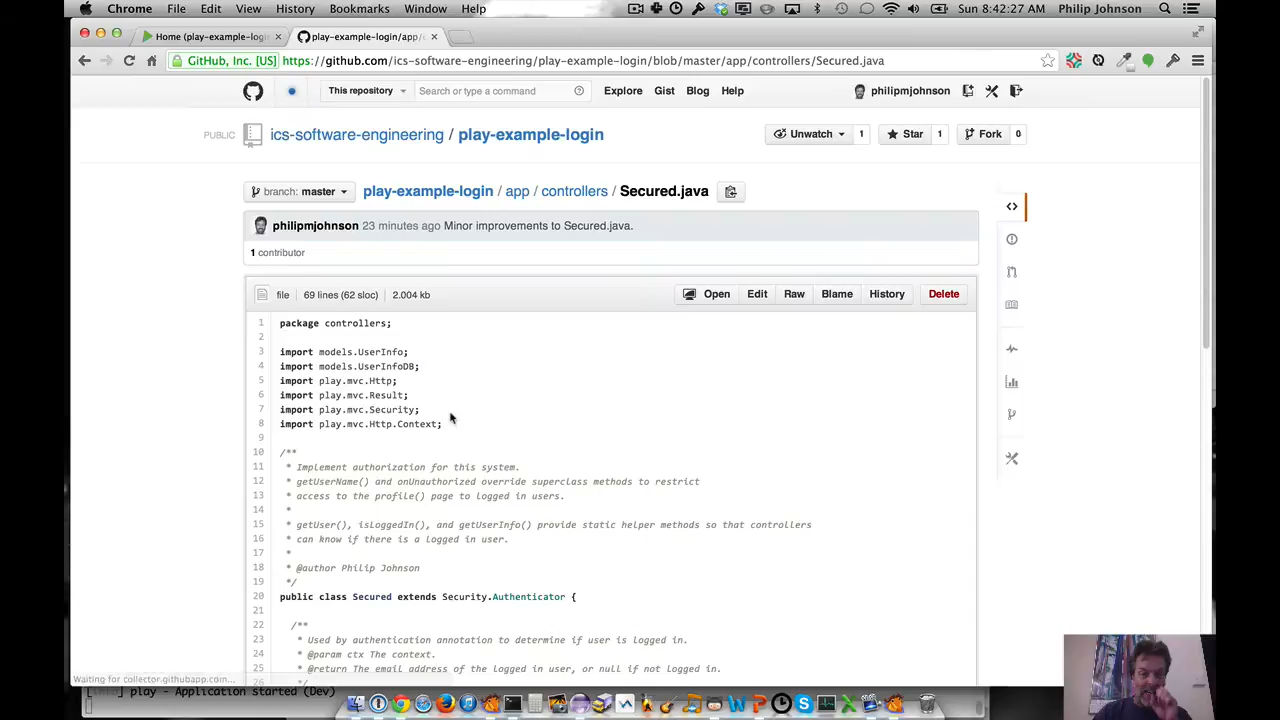 Chrome File Edit View History Bookmarks Window Help Sun 8:42:27 AM Philip Johnson
Home (play-example-logi play-example-login/app/
GitHub, Inc. [US] https://github.com/ics-software-engineering/play-example-login/blob/master/app/controllers/Secured.java
This repository Search or type a command Explore Gist Blog Help philipmjohnson
PUBLIC ics-software-engineering / play-example-login Unwatch 1 Star 1 Fork 0
branch: master play-example-login / app / controllers / Secured.java
philipmjohnson 23 minutes ago Minor improvements to Secured.java.
1 contributor
file 69 lines (62 sloc) 2.004 kb Open Edit Raw Blame History Delete
1 package controllers;
2
3 import models.UserInfo;
4 import models.UserInfoDB;
5 import play.mvc.Http;
6 import play.mvc.Result;
7 import play.mvc.Security;
8 import play.mvc.Http.Context;
9
10 /**
11 * Implement authorization for this system.
12 * getUserName() and onUnauthorized override superclass methods to restrict
13 * access to the profile() page to logged in users.
14 *
15 * getUser(), isLoggedIn(), and getUserInfo() provide static helper methods so that controllers
16 * can know if there is a logged in user.
17 *
18 * @author Philip Johnson
19 */
20 public class Secured extends Security.Authenticator {
21
22 /**
23 * Used by authentication annotation to determine if user is logged in.
24 * @param ctx The context.
25 * @return The email address of the logged in user, or null if not logged in.
26 */
Waiting for collector.githubapp.com...
play - Application started (Dev)